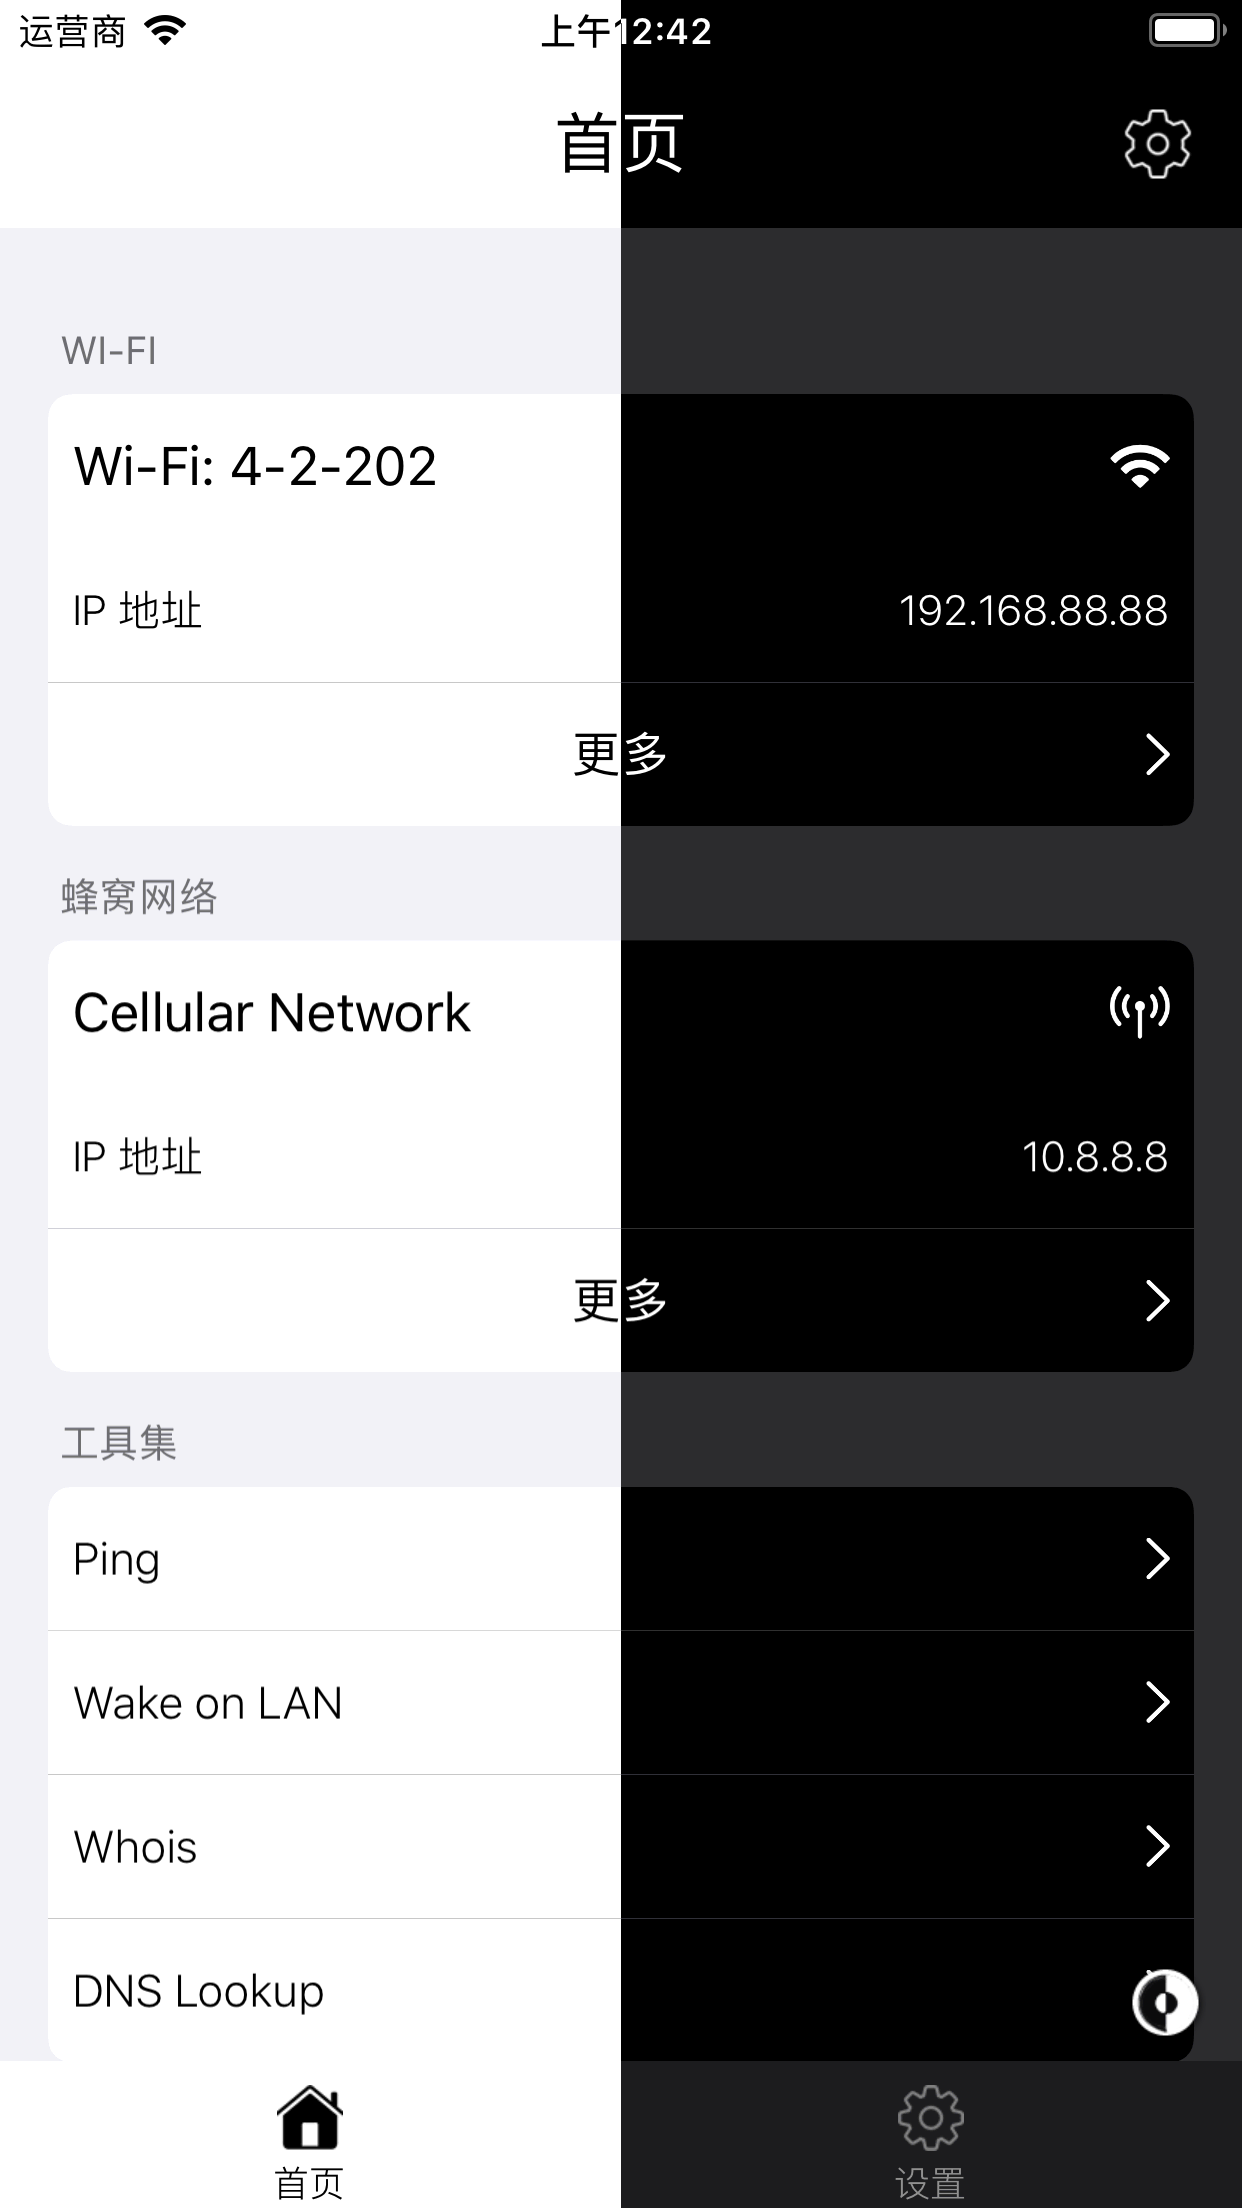 运营商 上午12:42
首页
WI-FI
Wi-Fi: 4-2-202
IP 地址 192.168.88.88
更多
蜂窝网络
Cellular Network
IP 地址 10.8.8.8
更多
工具集
Ping
Wake on LAN
Whois
DNS Lookup
首页 设置